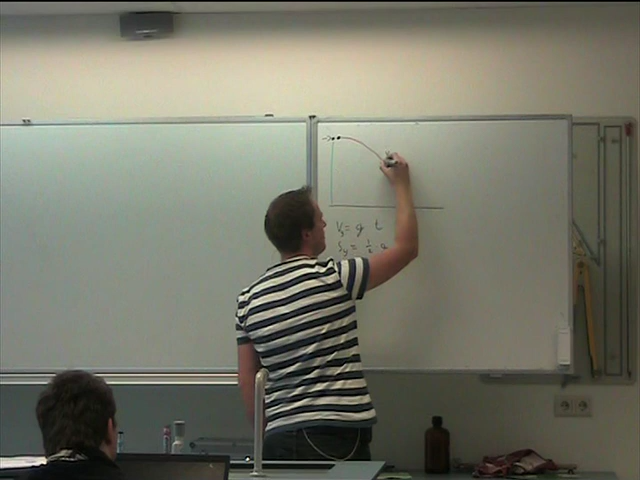 Vy = g t
Sy = ½